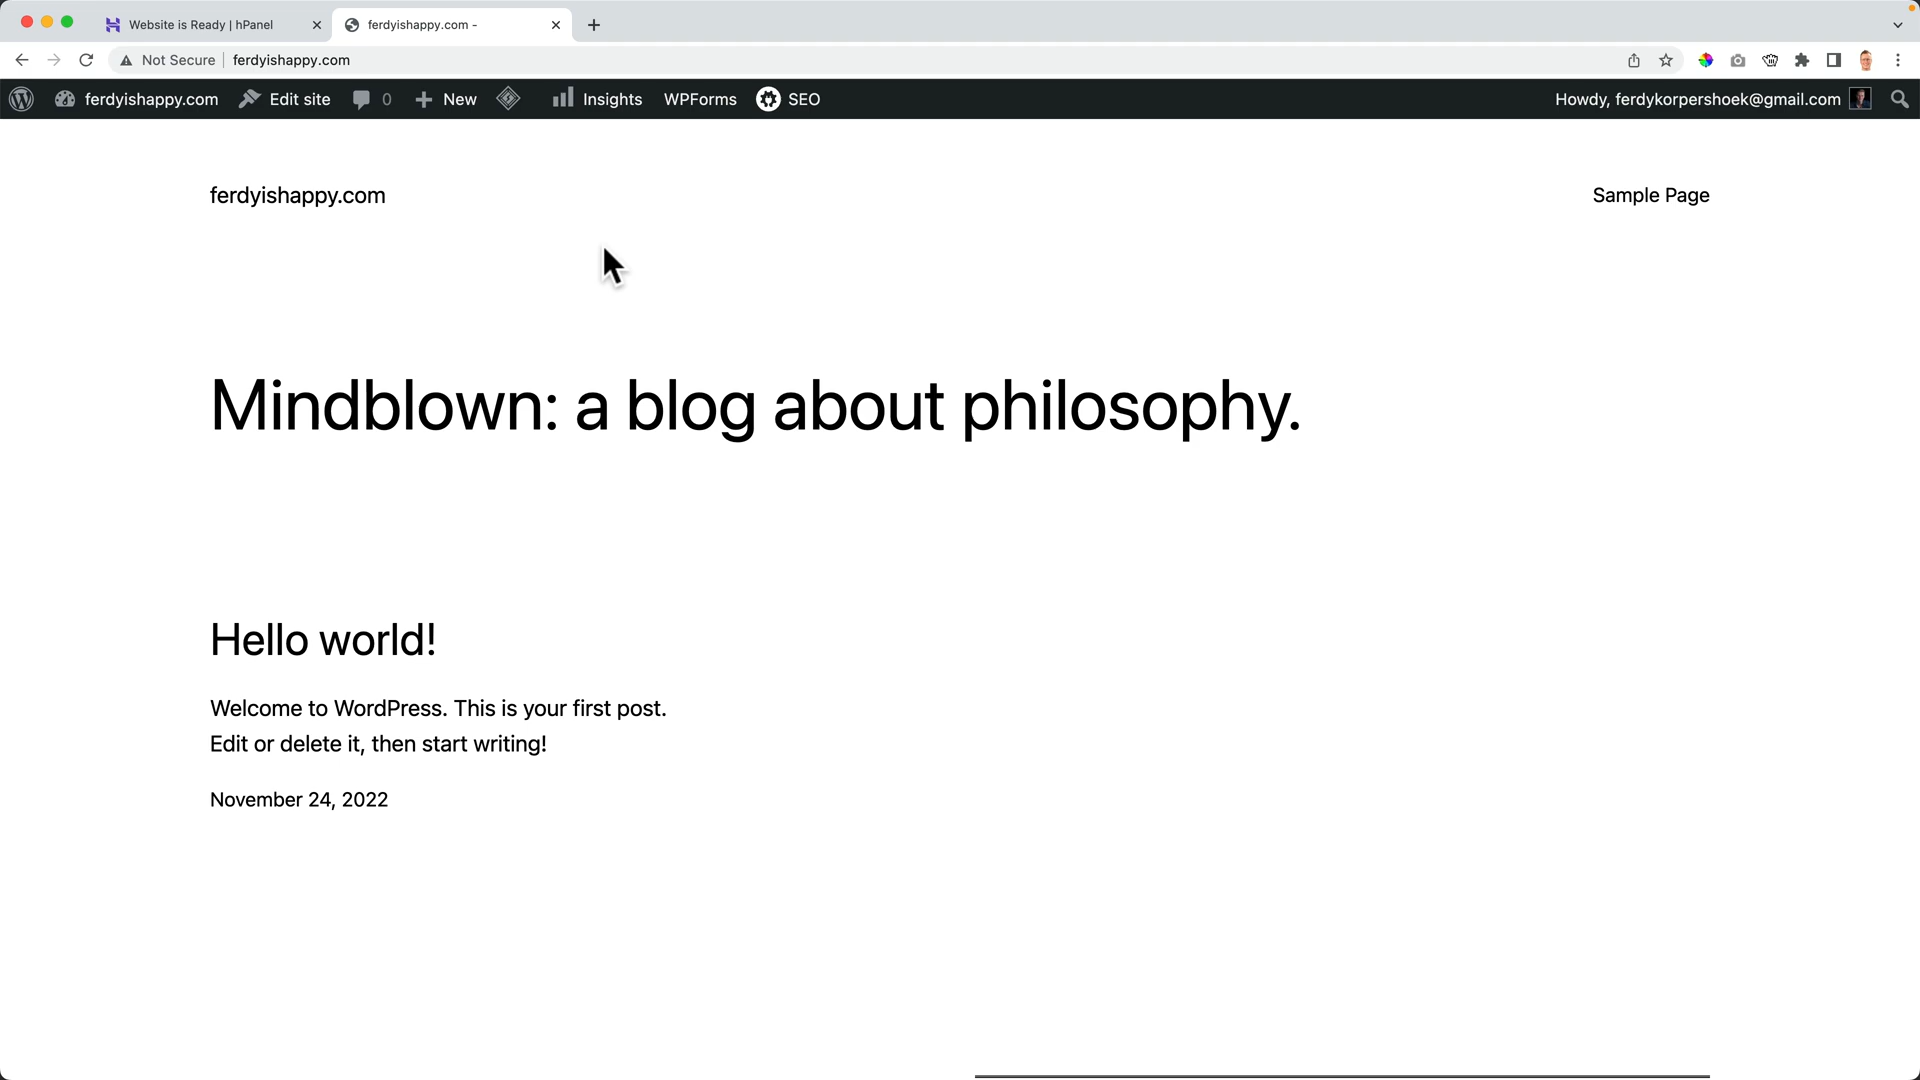 Website is Ready | hPanel
ferdyishappy.com -
Not Secure
ferdyishappy.com
ferdyishappy.com
Edit site
0
New
Insights
WPForms
SEO
Howdy, ferdykorpershoek@gmail.com
ferdyishappy.com
Sample Page
Mindblown: a blog about philosophy.
Hello world!
Welcome to WordPress. This is your first post.
Edit or delete it, then start writing!
November 24, 2022